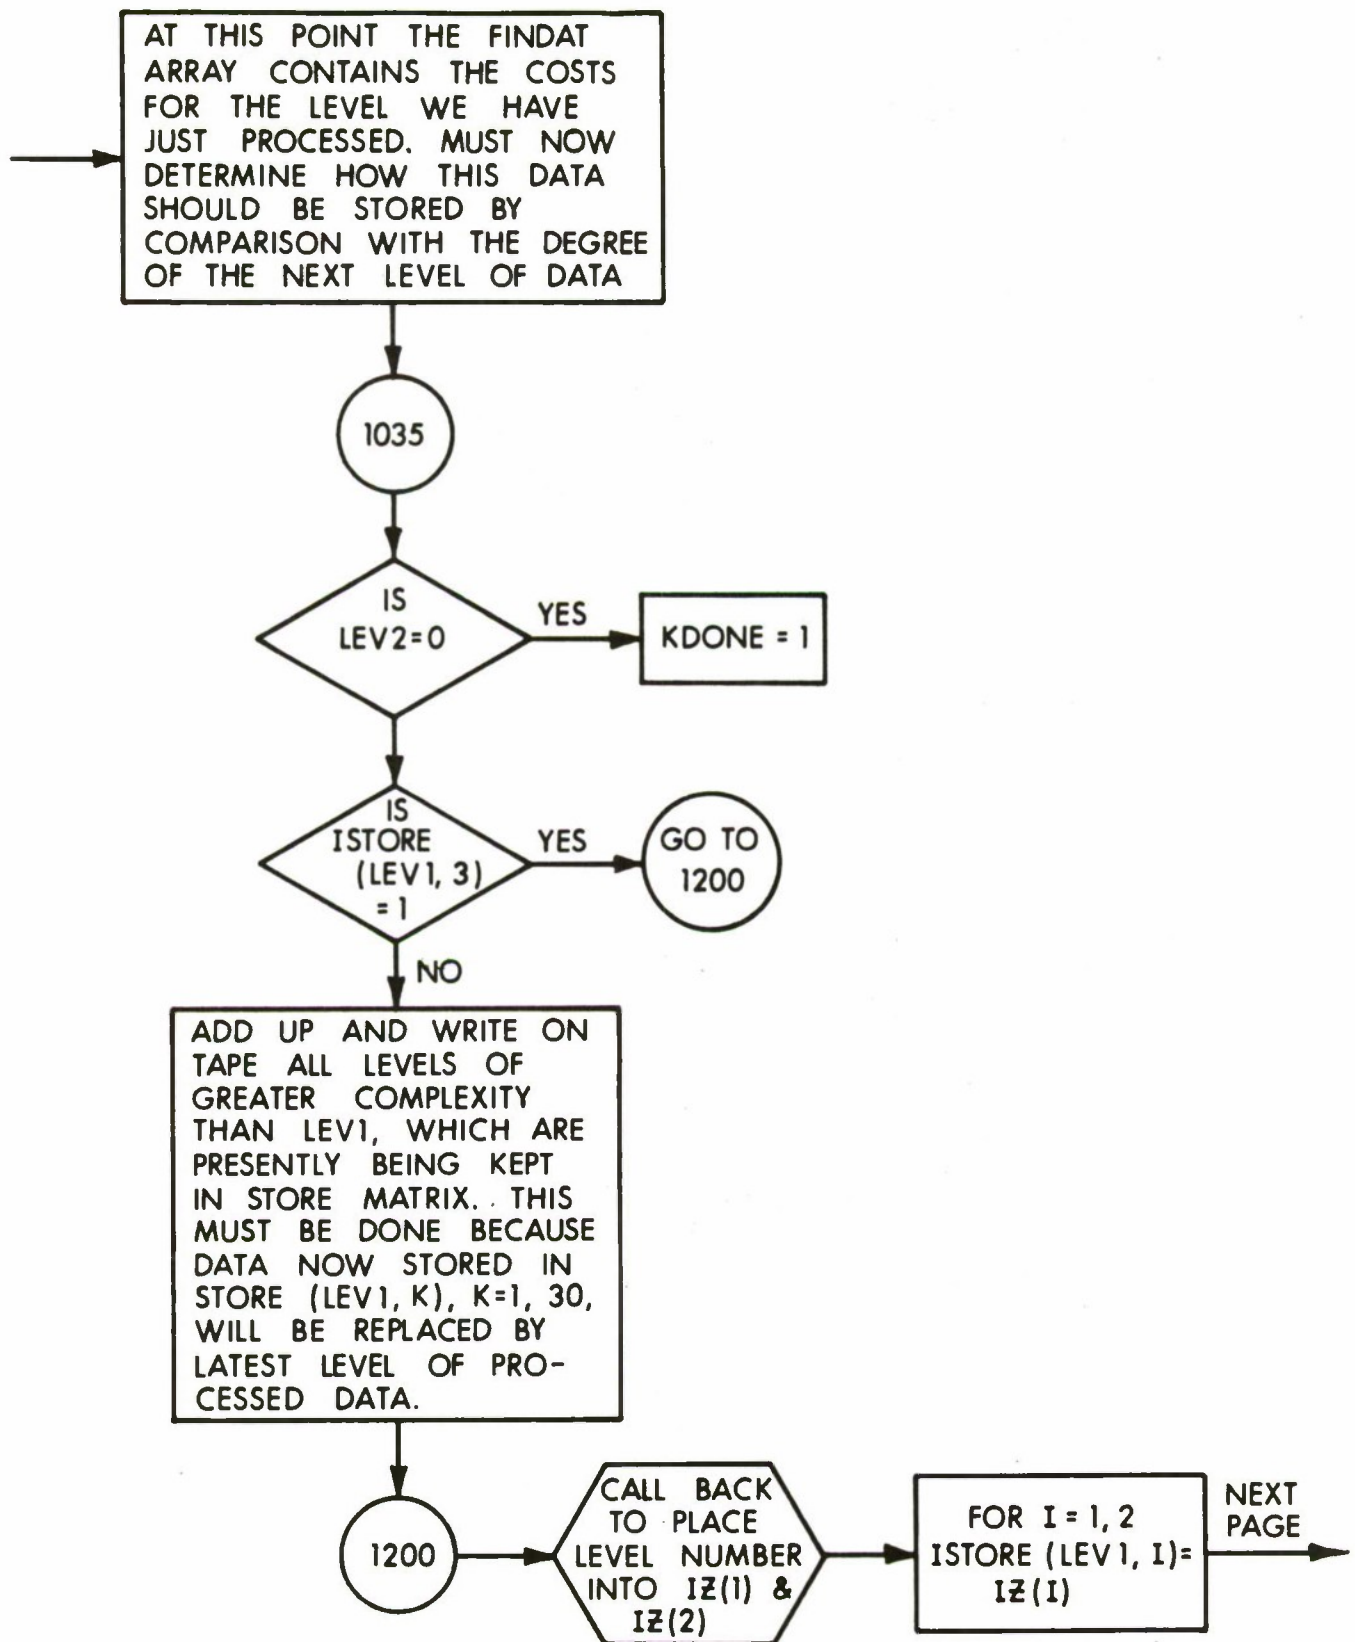 AT THIS POINT THE FINDAT
ARRAY CONTAINS THE COSTS
FOR THE LEVEL WE HAVE
JUST PROCESSED. MUST NOW
DETERMINE HOW THIS DATA
SHOULD BE STORED BY
COMPARISON WITH THE DEGREE
OF THE NEXT LEVEL OF DATA
1035
IS
LEV2=0
YES
KDONE = 1
IS
ISTORE
(LEV1, 3)
= 1
YES
GO TO
1200
NO
ADD UP AND WRITE ON
TAPE ALL LEVELS OF
GREATER COMPLEXITY
THAN LEV1, WHICH ARE
PRESENTLY BEING KEPT
IN STORE MATRIX. THIS
MUST BE DONE BECAUSE
DATA NOW STORED IN
STORE (LEV1, K), K=1, 30,
WILL BE REPLACED BY
LATEST LEVEL OF PRO-
CESSED DATA.
1200
CALL BACK
TO PLACE
LEVEL NUMBER
INTO IƵ(1) &
IƵ(2)
FOR I = 1, 2
ISTORE (LEV1, I)=
IƵ(I)
NEXT
PAGE